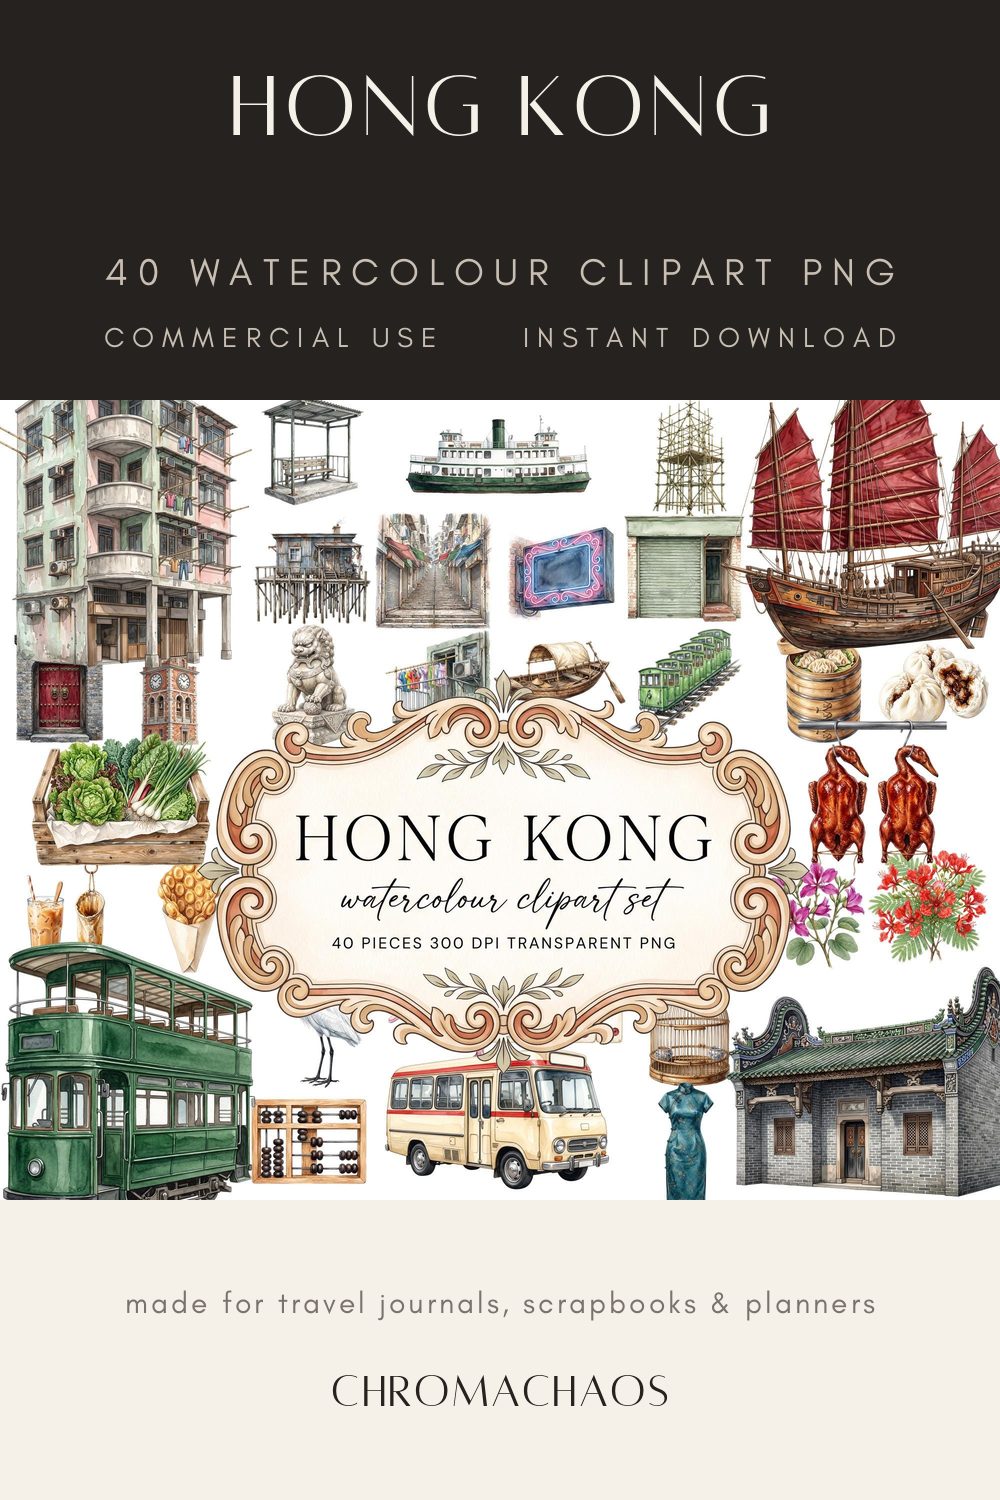 HONG KONG
40 WATERCOLOUR CLIPART PNG
COMMERCIAL USE INSTANT DOWNLOAD
HONG KONG
watercolour clipart set
40 PIECES 300 DPI TRANSPARENT PNG
made for travel journals, scrapbooks & planners
CHROMACHAOS